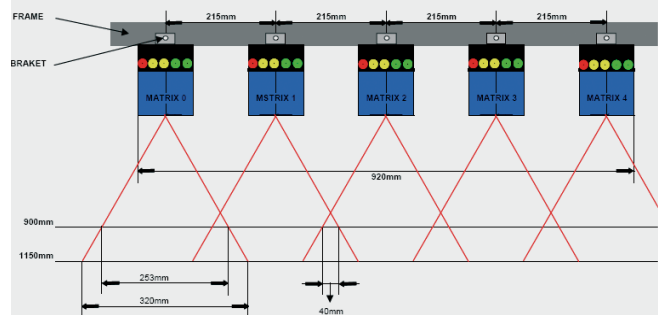 215mm 215mm 215mm 215mm
FRAME
BRAKET
MATRIX 0 MSTRIX 1 MATRIX 2 MATRIX 3 MATRIX 4
920mm
900mm
1150mm
253mm
320mm
40mm